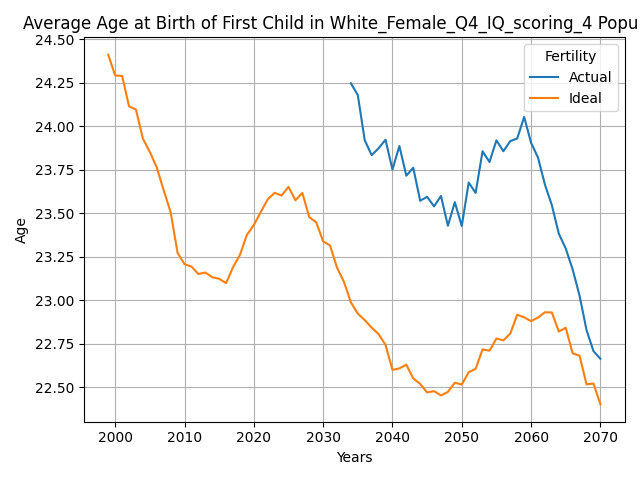 Average Age at Birth of First Child in White_Female_Q4_IQ_scoring_4 Popu
24.50
24.25
24.00
23.75
23.50
23.25
23.00
22.75
22.50
Age
Fertility
Actual
Ideal
2000 2010 2020 2030 2040 2050 2060 2070
Years